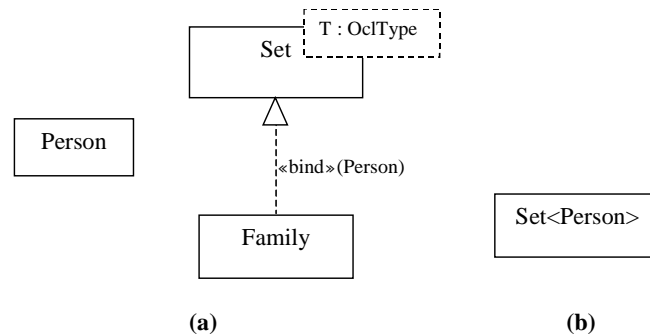 T : OclType
Set
Person
«bind»(Person)
Family
Set<Person>
(a)
(b)